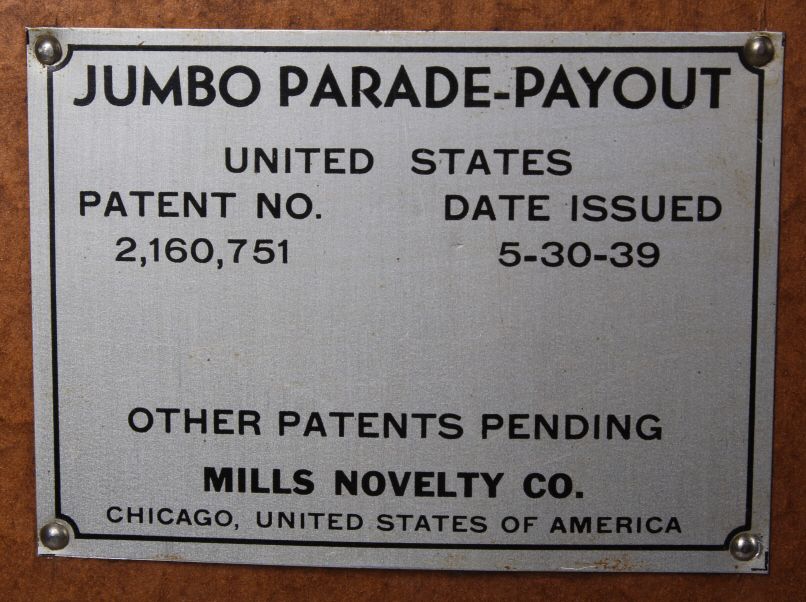 JUMBO PARADE-PAYOUT
UNITED STATES
PATENT NO. DATE ISSUED
2,160,751 5-30-39
OTHER PATENTS PENDING
MILLS NOVELTY CO.
CHICAGO, UNITED STATES OF AMERICA